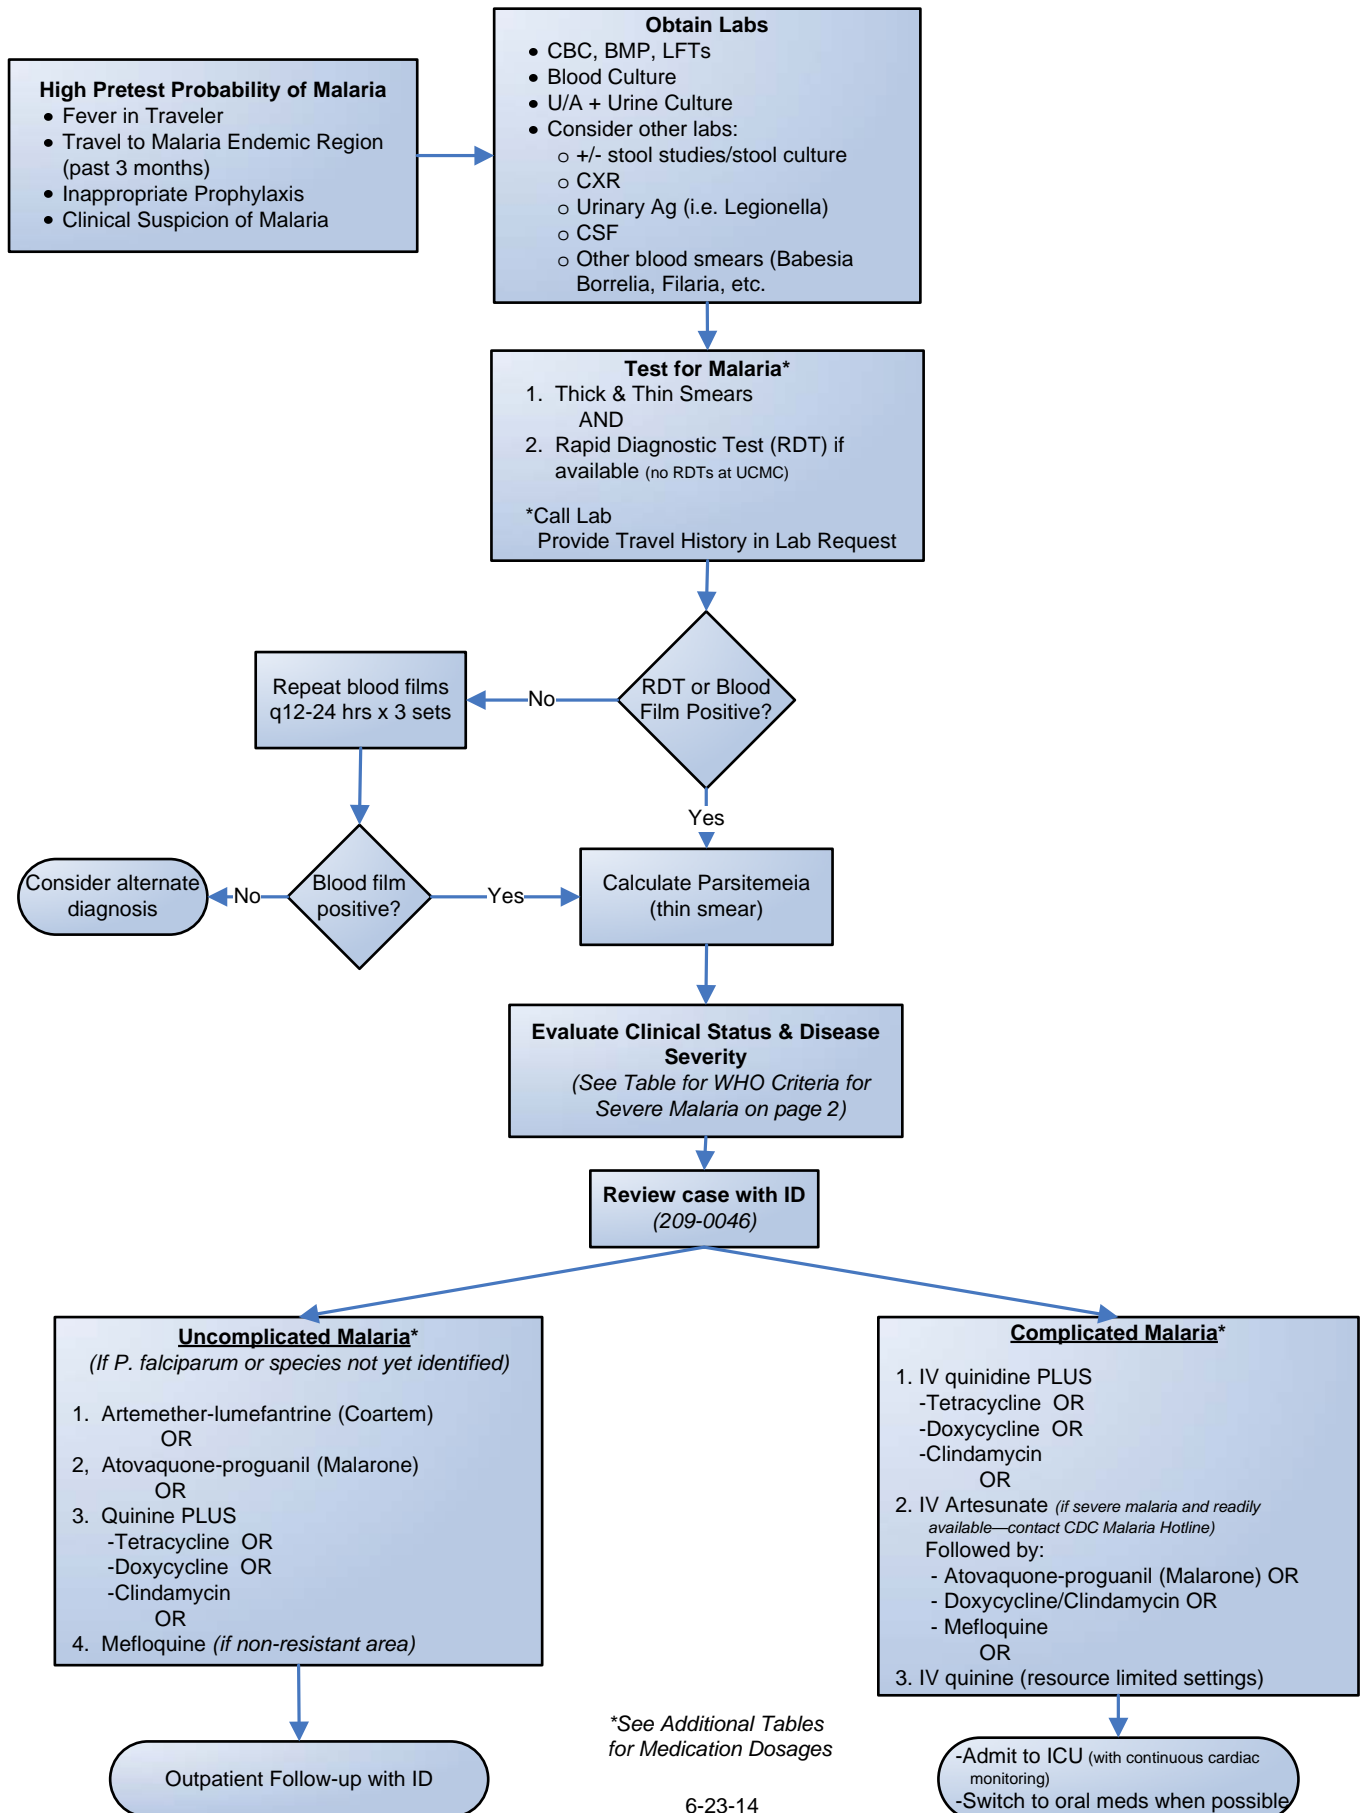 High Pretest Probability of Malaria
• Fever in Traveler
• Travel to Malaria Endemic Region
(past 3 months)
• Inappropriate Prophylaxis
• Clinical Suspicion of Malaria
Obtain Labs
• CBC, BMP, LFTs
• Blood Culture
• U/A + Urine Culture
• Consider other labs:
o +/- stool studies/stool culture
o CXR
o Urinary Ag (i.e. Legionella)
o CSF
o Other blood smears (Babesia
Borrelia, Filaria, etc.
Test for Malaria*
1. Thick & Thin Smears
AND
2. Rapid Diagnostic Test (RDT) if
available (no RDTs at UCMC)
*Call Lab
Provide Travel History in Lab Request
RDT or Blood
Film Positive?
No
Repeat blood films
q12-24 hrs x 3 sets
Yes
Blood film
positive?
No
Consider alternate
diagnosis
Yes
Calculate Parsitemeia
(thin smear)
Evaluate Clinical Status & Disease
Severity
(See Table for WHO Criteria for
Severe Malaria on page 2)
Review case with ID
(209-0046)
Uncomplicated Malaria*
(If P. falciparum or species not yet identified)
1. Artemether-lumefantrine (Coartem)
OR
2, Atovaquone-proguanil (Malarone)
OR
3. Quinine PLUS
-Tetracycline OR
-Doxycycline OR
-Clindamycin
OR
4. Mefloquine (if non-resistant area)
Outpatient Follow-up with ID
Complicated Malaria*
1. IV quinidine PLUS
-Tetracycline OR
-Doxycycline OR
-Clindamycin
OR
2. IV Artesunate (if severe malaria and readily
available—contact CDC Malaria Hotline)
Followed by:
- Atovaquone-proguanil (Malarone) OR
- Doxycycline/Clindamycin OR
- Mefloquine
OR
3. IV quinine (resource limited settings)
-Admit to ICU (with continuous cardiac
monitoring)
-Switch to oral meds when possible
*See Additional Tables
for Medication Dosages
6-23-14